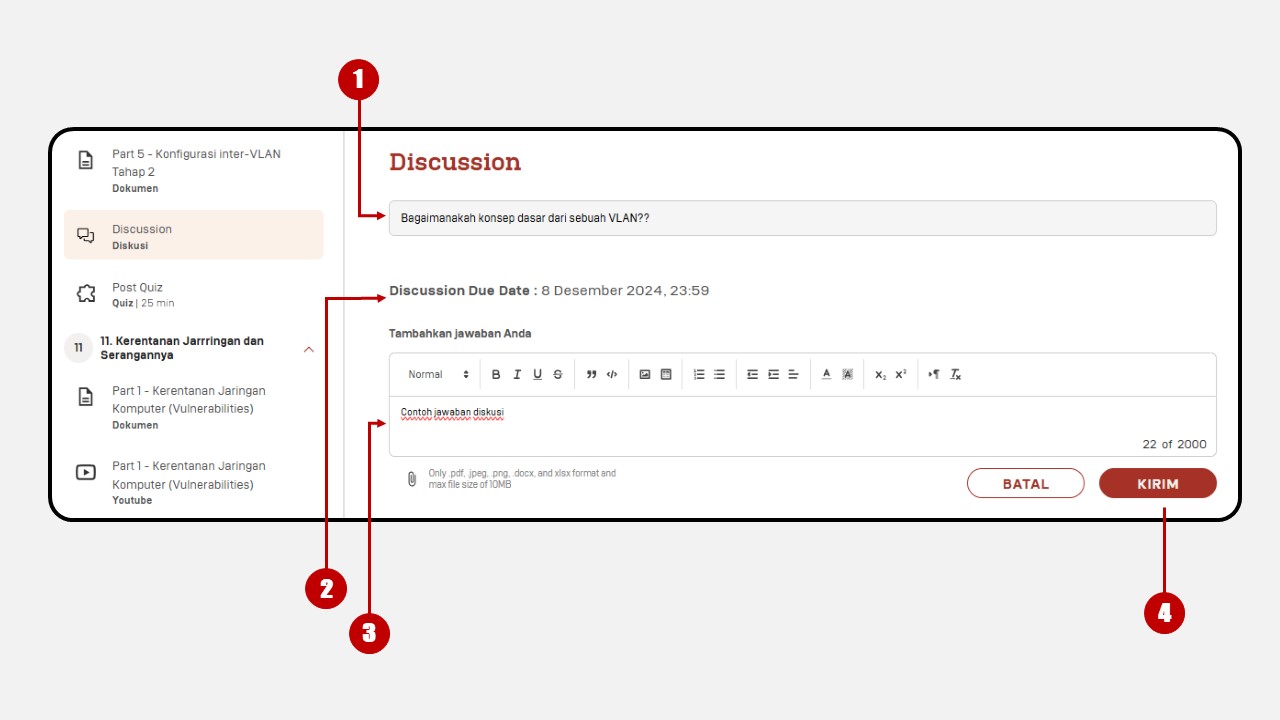 1
Part 5 - Konfigurasi inter-VLAN
Tahap 2
Dokumen
Discussion
Diskusi
Post Quiz
Quiz | 25 min
11
11. Kerentanan Jarrringan dan
Serangannya
Part 1 - Kerentanan Jaringan
Komputer (Vulnerabilities)
Dokumen
Part 1 - Kerentanan Jaringan
Komputer (Vulnerabilities)
Youtube
Discussion
Bagaimanakah konsep dasar dari sebuah VLAN??
Discussion Due Date : 8 Desember 2024, 23:59
Tambahkan jawaban Anda
Normal B I U S </> A A X₂ X² Tx
Contoh jawaban diskusi
22 of 2000
Only .pdf, .jpeg, .png, .docx, and xlsx format and
max file size of 10MB
BATAL
KIRIM
2
3
4